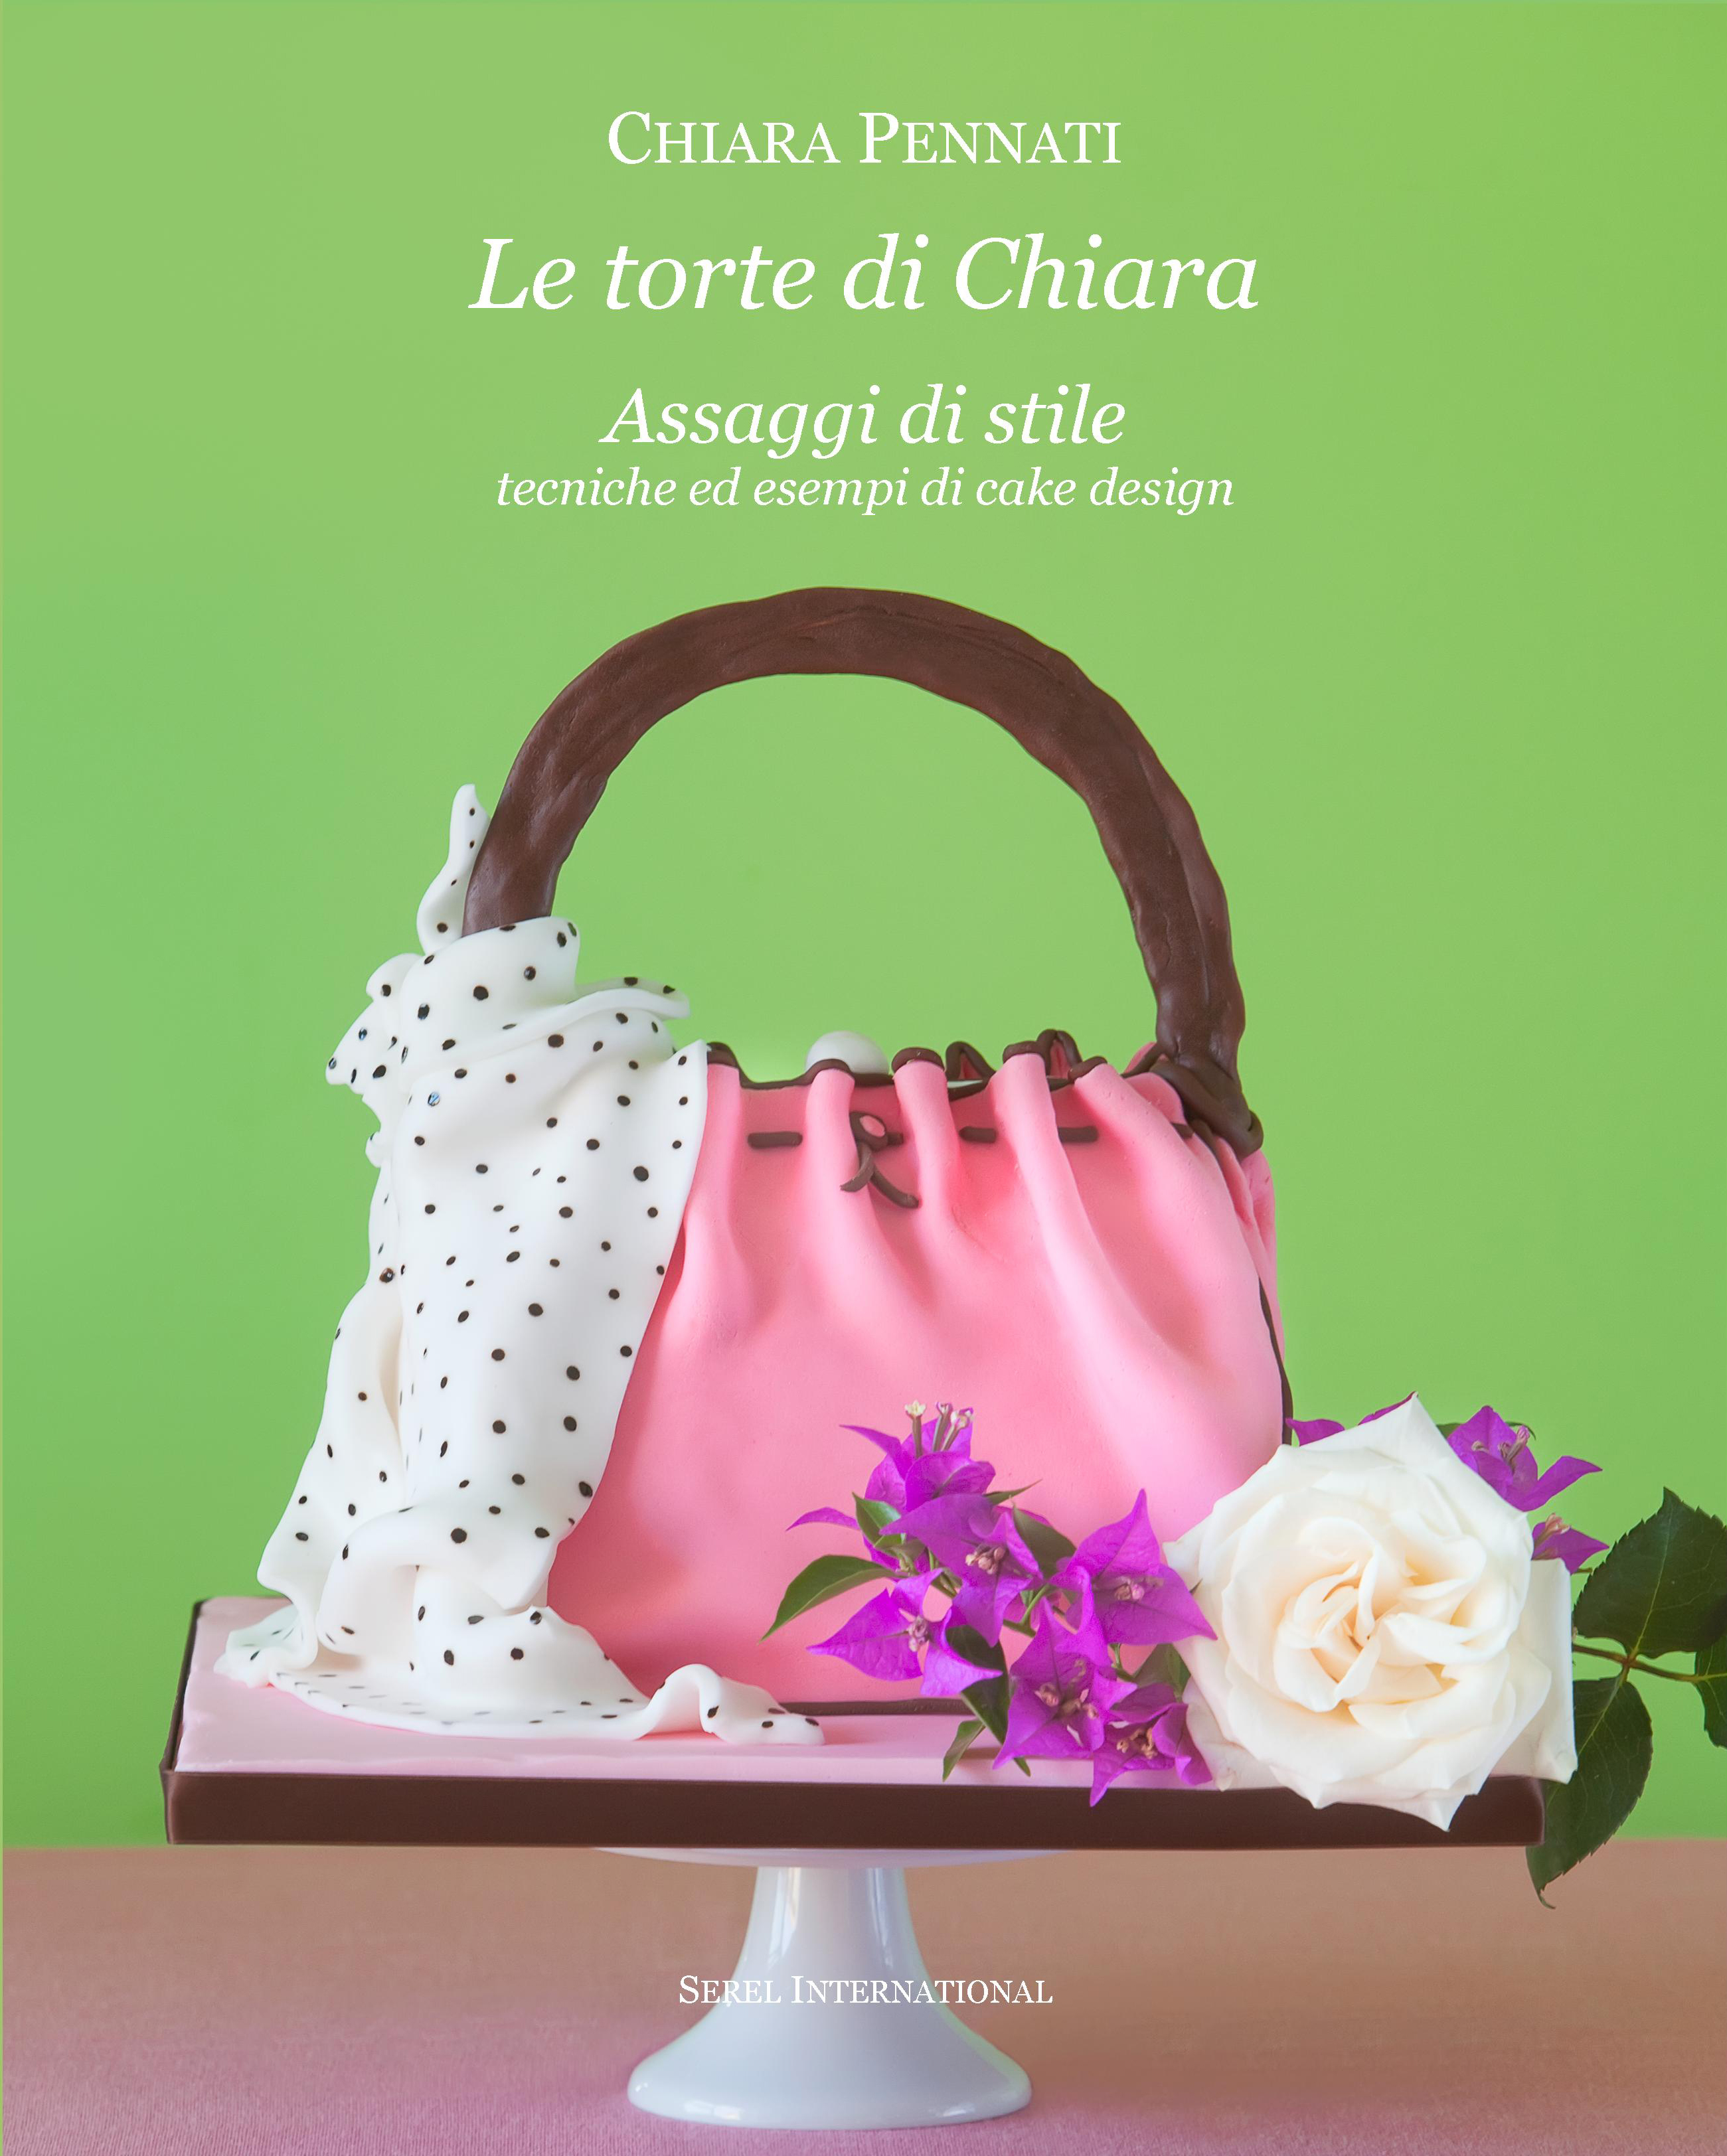 CHIARA PENNATI
Le torte di Chiara
Assaggi di stile
tecniche ed esempi di cake design
SEREL INTERNATIONAL